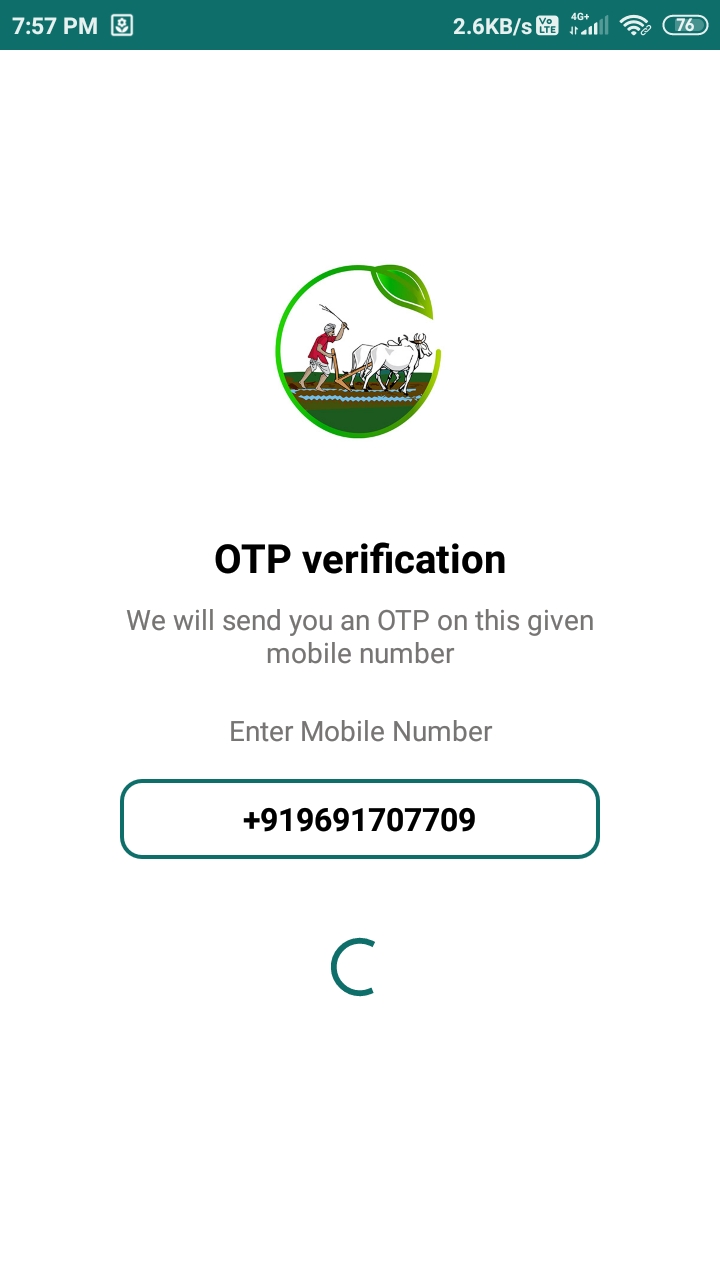 7:57 PM 2.6KB/s Vo LTE 4G+ 76
OTP verification
We will send you an OTP on this given
mobile number
Enter Mobile Number
+919691707709